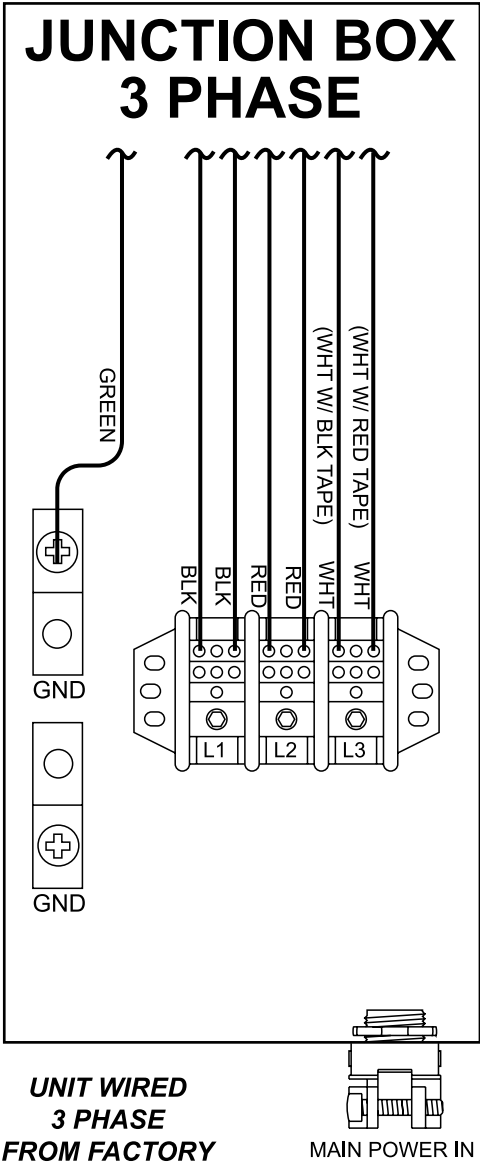 JUNCTION BOX
3 PHASE
GREEN
(WHT W/ BLK TAPE)
(WHT W/ RED TAPE)
BLK
BLK
RED
RED
WHT
WHT
GND
L1
L2
L3
GND
UNIT WIRED
3 PHASE
FROM FACTORY
MAIN POWER IN